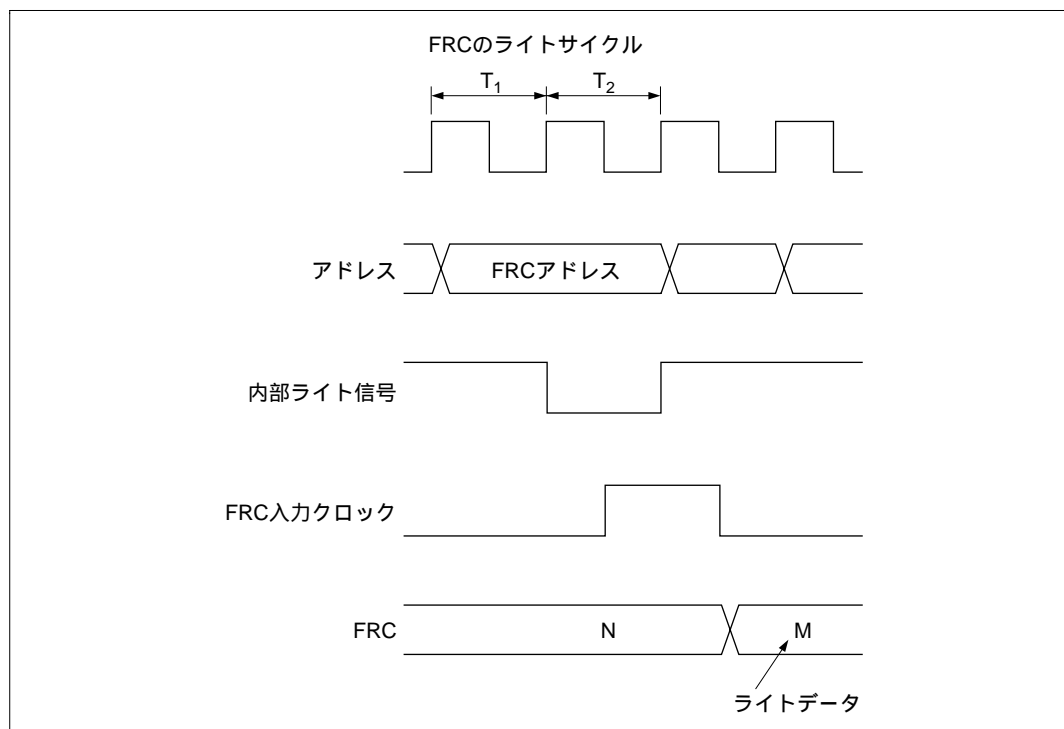 FRCのライトサイクル
T1 T2
アドレス FRCアドレス
内部ライト信号
FRC入力クロック
FRC N M
ライトデータ